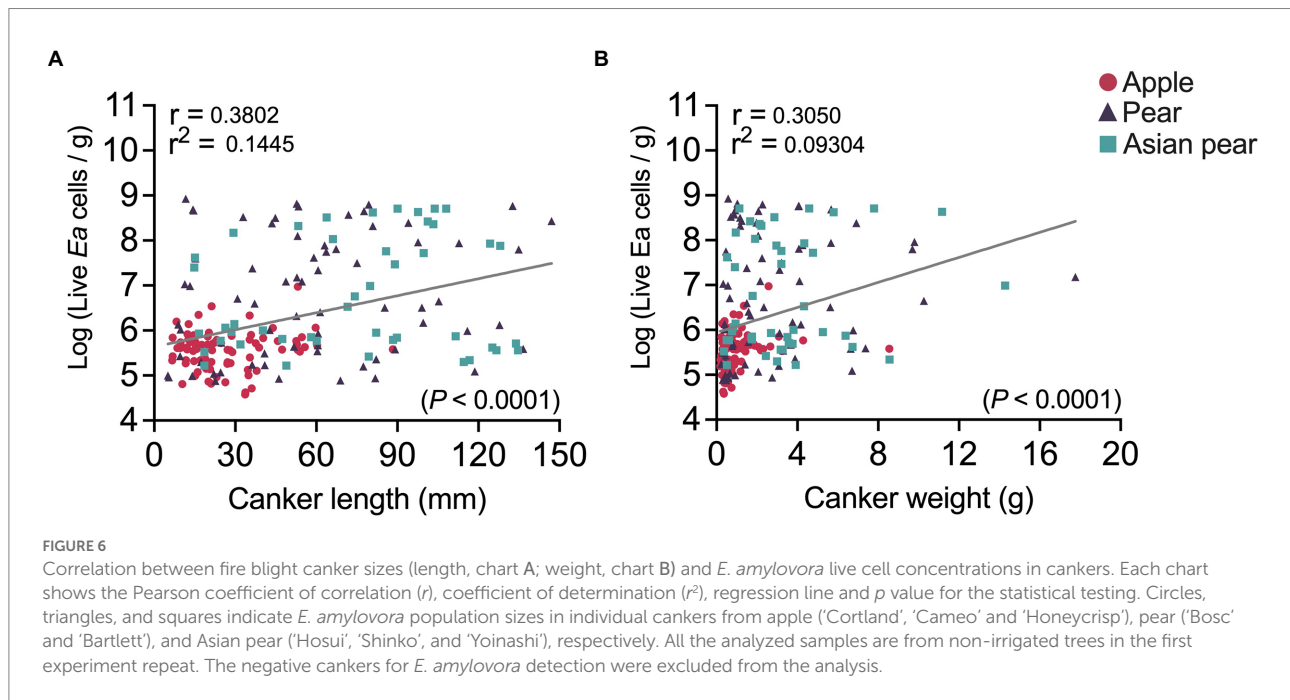 A
B
Apple
Pear
Asian pear
11
10
9
8
7
6
5
4
Log (Live Ea cells / g)
r = 0.3802
r² = 0.1445
(P < 0.0001)
0 30 60 90 120 150
Canker length (mm)
11
10
9
8
7
6
5
4
Log (Live Ea cells / g)
r = 0.3050
r² = 0.09304
(P < 0.0001)
0 4 8 12 16 20
Canker weight (g)
FIGURE 6
Correlation between fire blight canker sizes (length, chart A; weight, chart B) and E. amylovora live cell concentrations in cankers. Each chart
shows the Pearson coefficient of correlation (r), coefficient of determination (r²), regression line and p value for the statistical testing. Circles,
triangles, and squares indicate E. amylovora population sizes in individual cankers from apple (‘Cortland’, ‘Cameo’ and ‘Honeycrisp’), pear (‘Bosc’
and ‘Bartlett’), and Asian pear (‘Hosui’, ‘Shinko’, and ‘Yoinashi’), respectively. All the analyzed samples are from non-irrigated trees in the first
experiment repeat. The negative cankers for E. amylovora detection were excluded from the analysis.